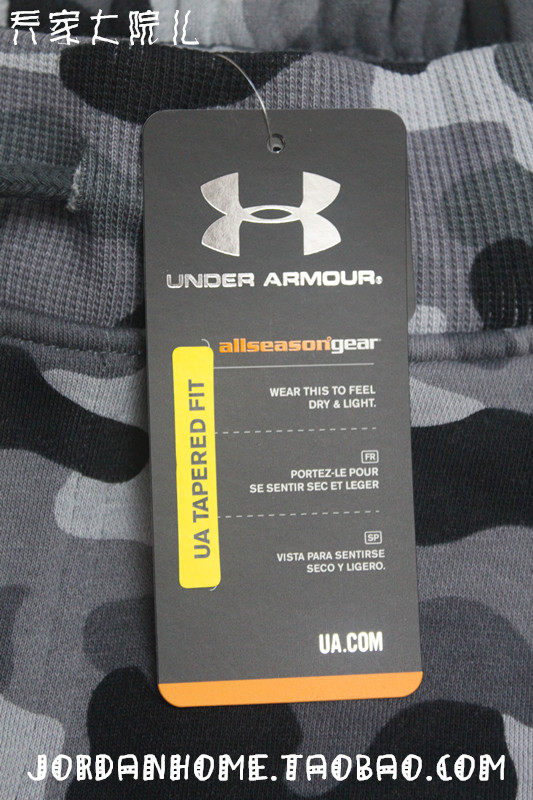 乔家大院儿
UNDER ARMOUR®
allseasongear®
UA TAPERED FIT
WEAR THIS TO FEEL
DRY & LIGHT.
FR
PORTEZ-LE POUR
SE SENTIR SEC ET LEGER
SP
VISTA PARA SENTIRSE
SECO Y LIGERO.
UA.COM
JORDANHOME.TAOBAO.COM